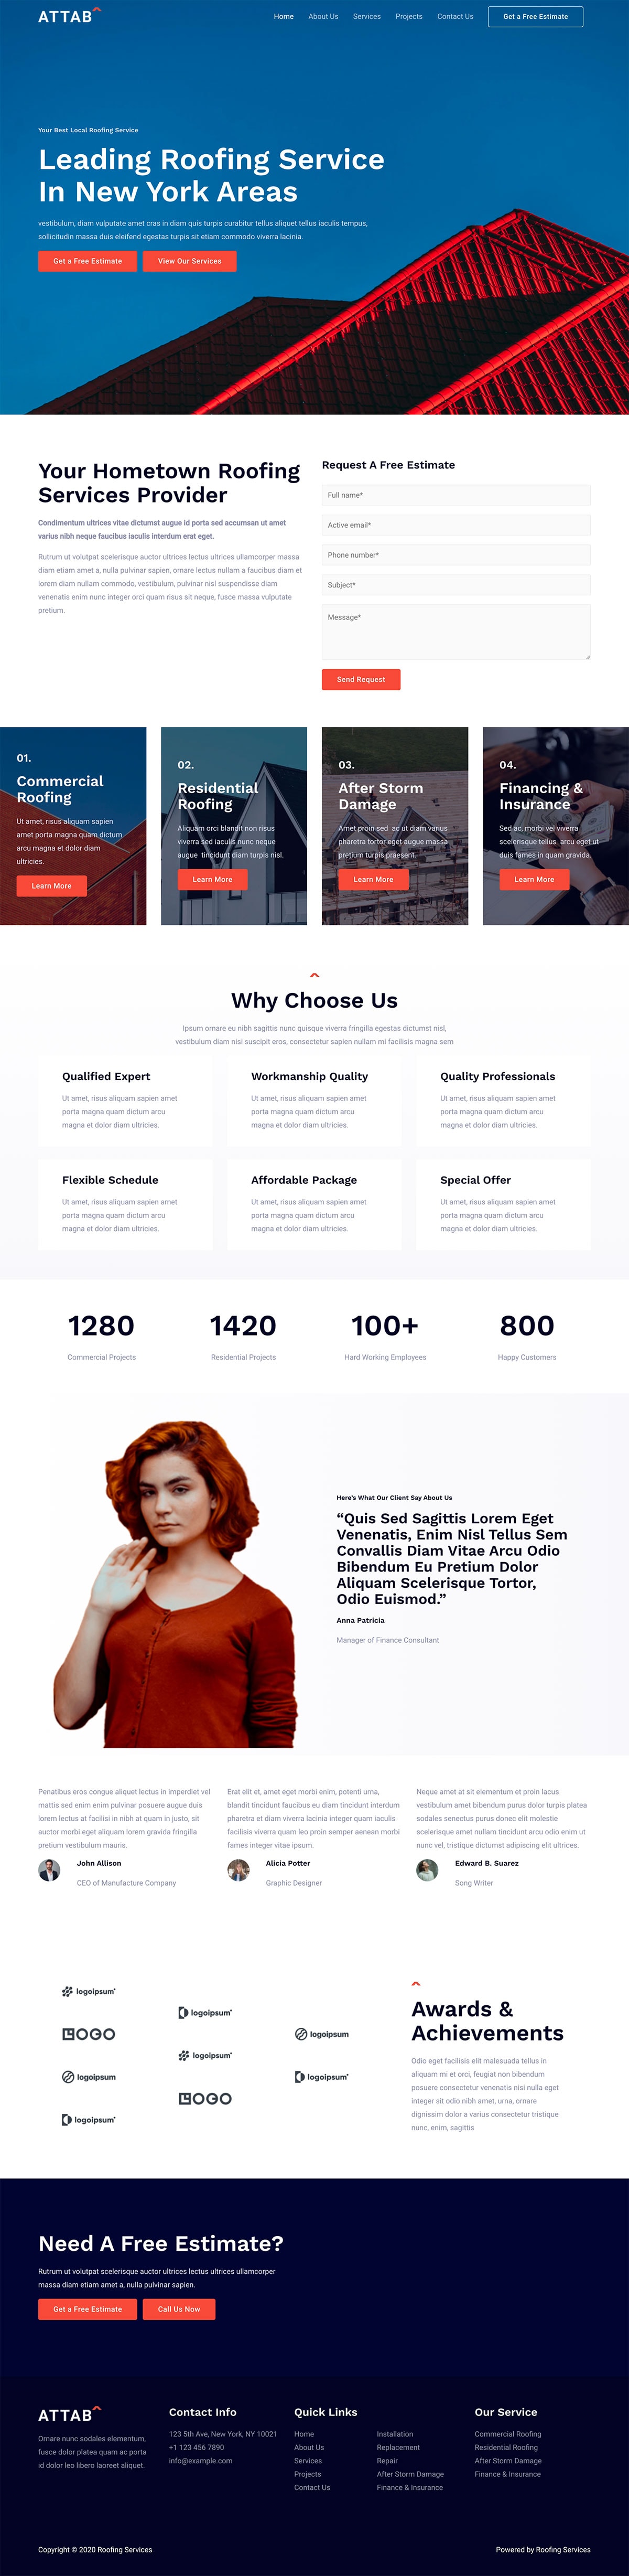 ATTAB
Home
About Us
Services
Projects
Contact Us
Get a Free Estimate
Your Best Local Roofing Service
Leading Roofing Service
In New York Areas
vestibulum, diam vulputate amet cras in diam quis turpis curabitur tellus aliquet tellus iaculis tempus,
sollicitudin massa duis eleifend egestas turpis sit etiam commodo viverra lacinia.
Get a Free Estimate
View Our Services
Your Hometown Roofing
Services Provider
Condimentum ultrices vitae dictumst augue id porta sed accumsan ut amet
varius nibh neque faucibus iaculis interdum erat eget.
Rutrum ut volutpat scelerisque auctor ultrices lectus ultrices ullamcorper massa
diam etiam amet a, nulla pulvinar sapien, ornare lectus nullam a faucibus diam et
lorem diam nullam commodo, vestibulum, pulvinar nisl suspendisse diam
venenatis enim nunc integer orci quam risus sit neque, fusce massa vulputate
pretium.
Request A Free Estimate
Full name*
Active email*
Phone number*
Subject*
Message*
Send Request
01.
Commercial
Roofing
Ut amet, risus aliquam sapien
amet porta magna quam dictum
arcu magna et dolor diam
ultricies.
Learn More
02.
Residential
Roofing
Aliquam orci blandit non risus
viverra sed iaculis nunc neque
augue tincidunt diam turpis nisl.
Learn More
03.
After Storm
Damage
Amet proin sed ac ut diam varius
pharetra tortor eget augue massa
pretium turpis praesent.
Learn More
04.
Financing &
Insurance
Sed ac, morbi vel viverra
scelerisque tellus arcu eget ut
duis fames in quam gravida.
Learn More
Why Choose Us
Ipsum ornare eu nibh sagittis nunc quisque viverra fringilla egestas dictumst nisl,
vestibulum diam nisi suscipit eros, consectetur sapien nullam mi facilisis magna sem
Qualified Expert
Ut amet, risus aliquam sapien amet
porta magna quam dictum arcu
magna et dolor diam ultricies.
Workmanship Quality
Ut amet, risus aliquam sapien amet
porta magna quam dictum arcu
magna et dolor diam ultricies.
Quality Professionals
Ut amet, risus aliquam sapien amet
porta magna quam dictum arcu
magna et dolor diam ultricies.
Flexible Schedule
Ut amet, risus aliquam sapien amet
porta magna quam dictum arcu
magna et dolor diam ultricies.
Affordable Package
Ut amet, risus aliquam sapien amet
porta magna quam dictum arcu
magna et dolor diam ultricies.
Special Offer
Ut amet, risus aliquam sapien amet
porta magna quam dictum arcu
magna et dolor diam ultricies.
1280
Commercial Projects
1420
Residential Projects
100+
Hard Working Employees
800
Happy Customers
Here's What Our Client Say About Us
“Quis Sed Sagittis Lorem Eget
Venenatis, Enim Nisl Tellus Sem
Convallis Diam Vitae Arcu Odio
Bibendum Eu Pretium Dolor
Aliquam Scelerisque Tortor,
Odio Euismod.”
Anna Patricia
Manager of Finance Consultant
Penatibus eros congue aliquet lectus in imperdiet vel
mattis sed enim enim pulvinar posuere augue duis
lorem lectus at facilisi in nibh at quam in justo, sit
auctor morbi eget aliquam lorem gravida fringilla
pretium vestibulum mauris.
John Allison
CEO of Manufacture Company
Erat elit et, amet eget morbi enim, potenti urna,
blandit tincidunt faucibus eu diam tincidunt interdum
pharetra et diam viverra lacinia integer quam iaculis
facilisis viverra quam leo proin semper aenean morbi
fames integer vitae ipsum.
Alicia Potter
Graphic Designer
Neque amet at sit elementum et proin lacus
vestibulum amet bibendum purus dolor turpis platea
sodales senectus purus donec elit molestie
scelerisque amet nullam tincidunt arcu odio enim ut
nunc vel, tristique dictumst adipiscing elit ultrices.
Edward B. Suarez
Song Writer
logoipsum
LOGO
logoipsum
logoipsum
logoipsum
logoipsum
LOGO
logoipsum
logoipsum
Awards &
Achievements
Odio eget facilisis elit malesuada tellus in
aliquam mi et orci, feugiat non bibendum
posuere consectetur venenatis nisi nulla eget
integer sit odio nibh amet, urna, ornare
dignissim dolor a varius consectetur tristique
nunc, enim, sagittis
Need A Free Estimate?
Rutrum ut volutpat scelerisque auctor ultrices lectus ultrices ullamcorper
massa diam etiam amet a, nulla pulvinar sapien.
Get a Free Estimate
Call Us Now
ATTAB
Ornare nunc sodales elementum,
fusce dolor platea quam ac porta
id dolor leo libero laoreet aliquet.
Contact Info
123 5th Ave, New York, NY 10021
+1 123 456 7890
info@example.com
Quick Links
Home
About Us
Services
Projects
Contact Us
Installation
Replacement
Repair
After Storm Damage
Finance & Insurance
Our Service
Commercial Roofing
Residential Roofing
After Storm Damage
Finance & Insurance
Copyright © 2020 Roofing Services
Powered by Roofing Services